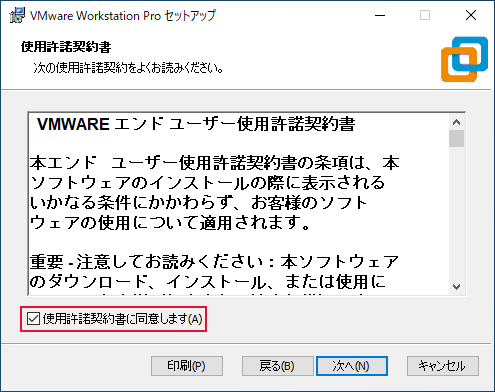 VMware Workstation Pro セットアップ
使用許諾契約書
次の使用許諾契約をよくお読みください。
VMWARE エンド ユーザー使用許諾契約書
本エンド ユーザー使用許諾契約書の条項は、本
ソフトウェアのインストールの際に表示される
いかなる条件にかかわらず、お客様のソフト
ウェアの使用について適用されます。
重要 - 注意してお読みください：本ソフトウェア
のダウンロード、インストール、または使用に
使用許諾契約書に同意します(A)
印刷(P)
戻る(B)
次へ(N)
キャンセル